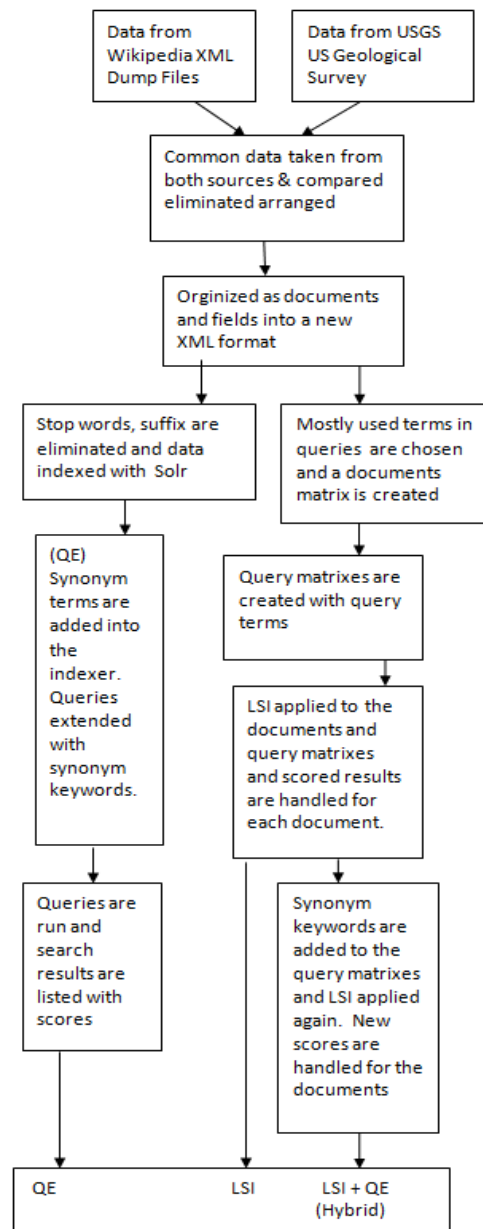 Data from
Wikipedia XML
Dump Files
Data from USGS
US Geological
Survey
Common data taken from
both sources & compared
eliminated arranged
Orginized as documents
and fields into a new
XML format
Stop words, suffix are
eliminated and data
indexed with Solr
Mostly used terms in
queries are chosen
and a documents
matrix is created
(QE)
Synonym
terms are
added into
the
indexer.
Queries
extended
with
synonym
keywords.
Query matrixes are
created with query
terms
LSI applied to the
documents and
query matrixes
and scored results
are handled for
each document.
Queries are
run and
search
results are
listed with
scores
Synonym
keywords are
added to the
query matrixes
and LSI applied
again. New
scores are
handled for the
documents
QE
LSI
LSI + QE
(Hybrid)